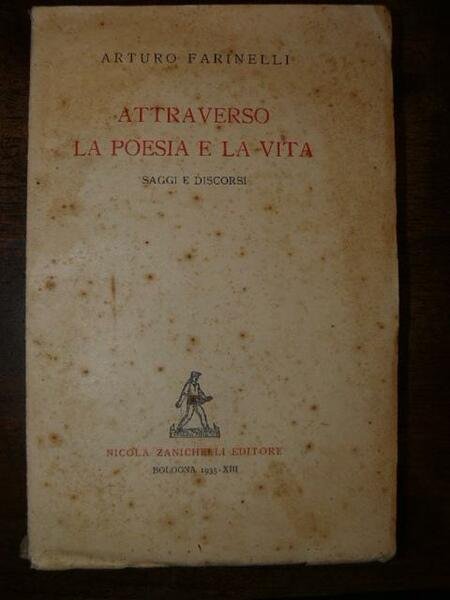 ARTURO FARINELLI
ATTRAVERSO
LA POESIA E LA VITA
SAGGI E DISCORSI
NICOLA ZANICHELLI EDITORE
BOLOGNA 1935-XIII